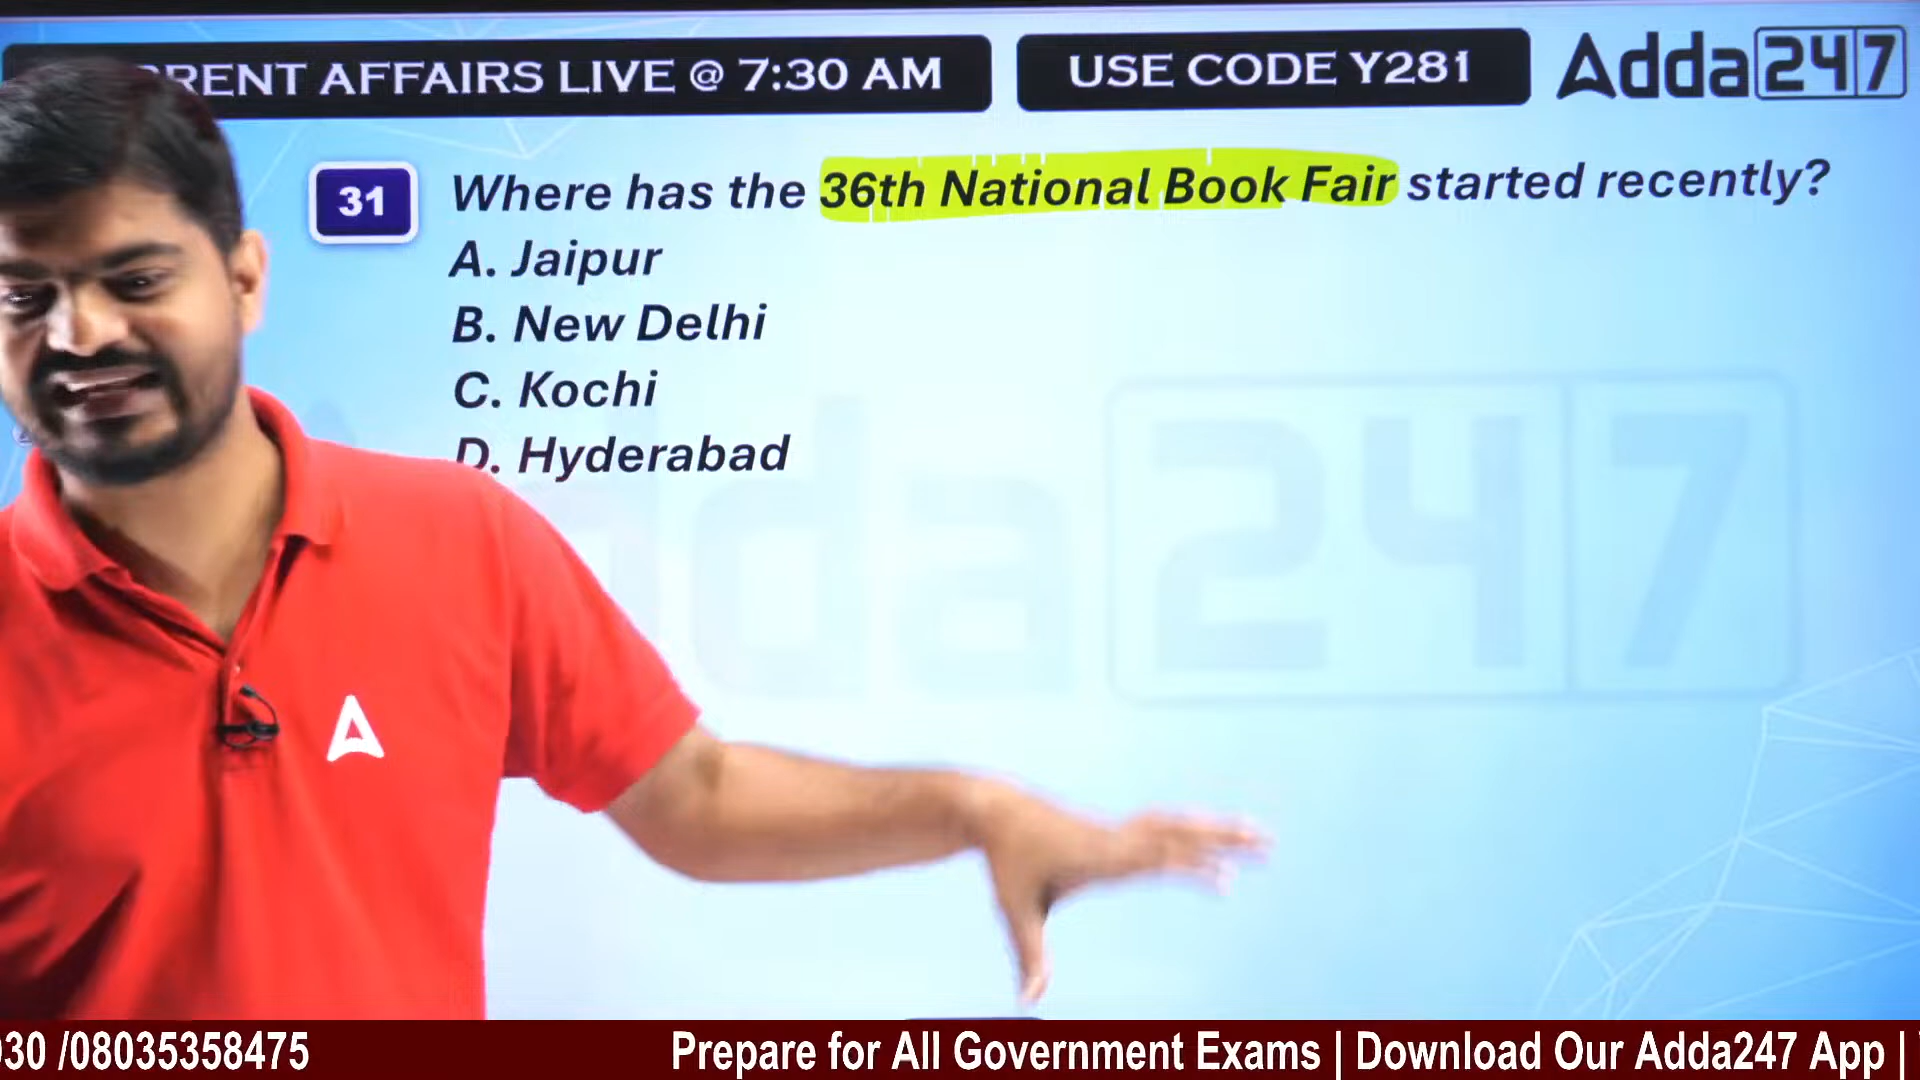 RENT AFFAIRS LIVE @ 7:30 AM
USE CODE Y281
Adda247
31
Where has the 36th National Book Fair started recently?
A. Jaipur
B. New Delhi
C. Kochi
D. Hyderabad
030 /08035358475 Prepare for All Government Exams | Download Our Adda247 App |